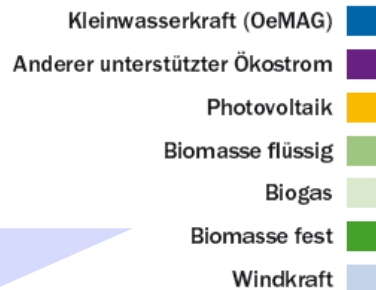 Kleinwasserkraft (OeMAG)
Anderer unterstützter Ökostrom
Photovoltaik
Biomasse flüssig
Biogas
Biomasse fest
Windkraft